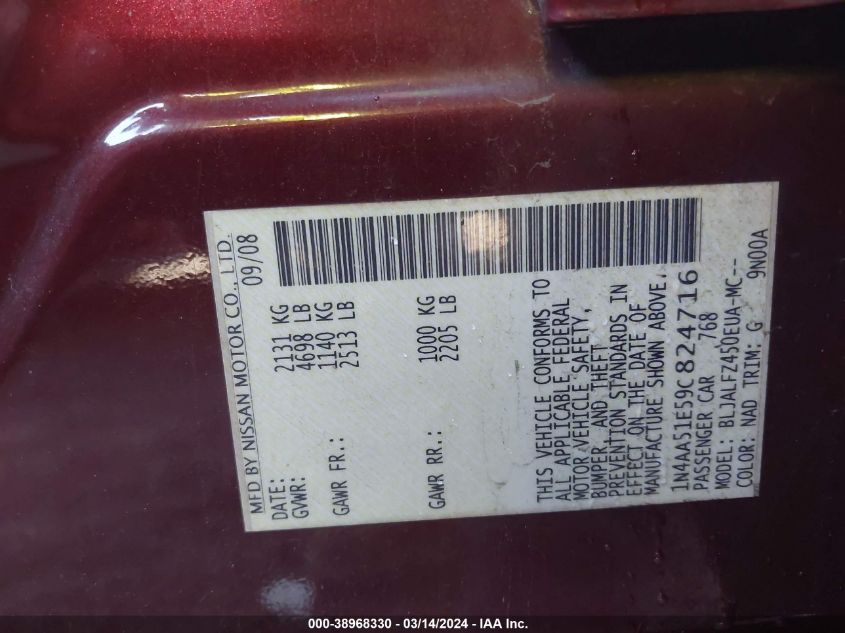 MFD BY NISSAN MOTOR CO., LTD.
DATE: 09/08
GVWR: 2131 KG
4698 LB
GAWR FR.: 1140 KG
2513 LB
GAWR RR.: 1000 KG
2205 LB
THIS VEHICLE CONFORMS TO
ALL APPLICABLE FEDERAL
MOTOR VEHICLE SAFETY,
BUMPER, AND THEFT
PREVENTION STANDARDS IN
EFFECT ON THE DATE OF
MANUFACTURE SHOWN ABOVE.
1N4AA51E59C824716
PASSENGER CAR 768
MODEL: BLJALFZ450EUA-MC--
COLOR: NAD TRIM: G 9N00A
000-38968330 - 03/14/2024 - IAA Inc.